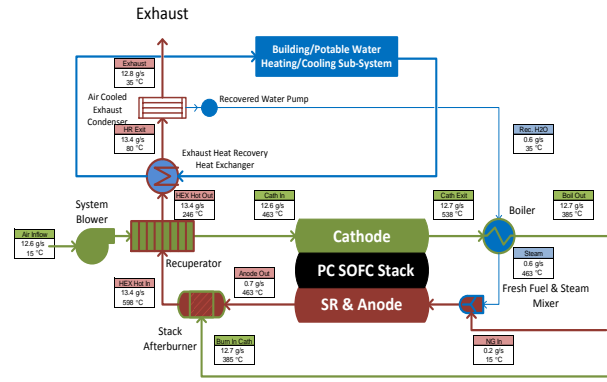 Exhaust
Exhaust
12.8 g/s
35 °C
Building/Potable Water
Heating/Cooling Sub-System
Air Cooled
Exhaust
Condenser
Recovered Water Pump
HR Exit
13.4 g/s
80 °C
Rec. H2O
0.6 g/s
35 °C
Exhaust Heat Recovery
Heat Exchanger
HEX Hot Out
13.4 g/s
246 °C
Cath In
12.6 g/s
463 °C
Cath Exit
12.7 g/s
538 °C
Boil Out
12.7 g/s
385 °C
System
Blower
Boiler
Air Inflow
12.6 g/s
15 °C
Cathode
Recuperator
PC SOFC Stack
Steam
0.6 g/s
463 °C
HEX Hot In
13.4 g/s
598 °C
Anode Out
0.7 g/s
463 °C
SR & Anode
Fresh Fuel & Steam
Mixer
Stack
Afterburner
Burn In Cath
12.7 g/s
385 °C
NG In
0.2 g/s
15 °C